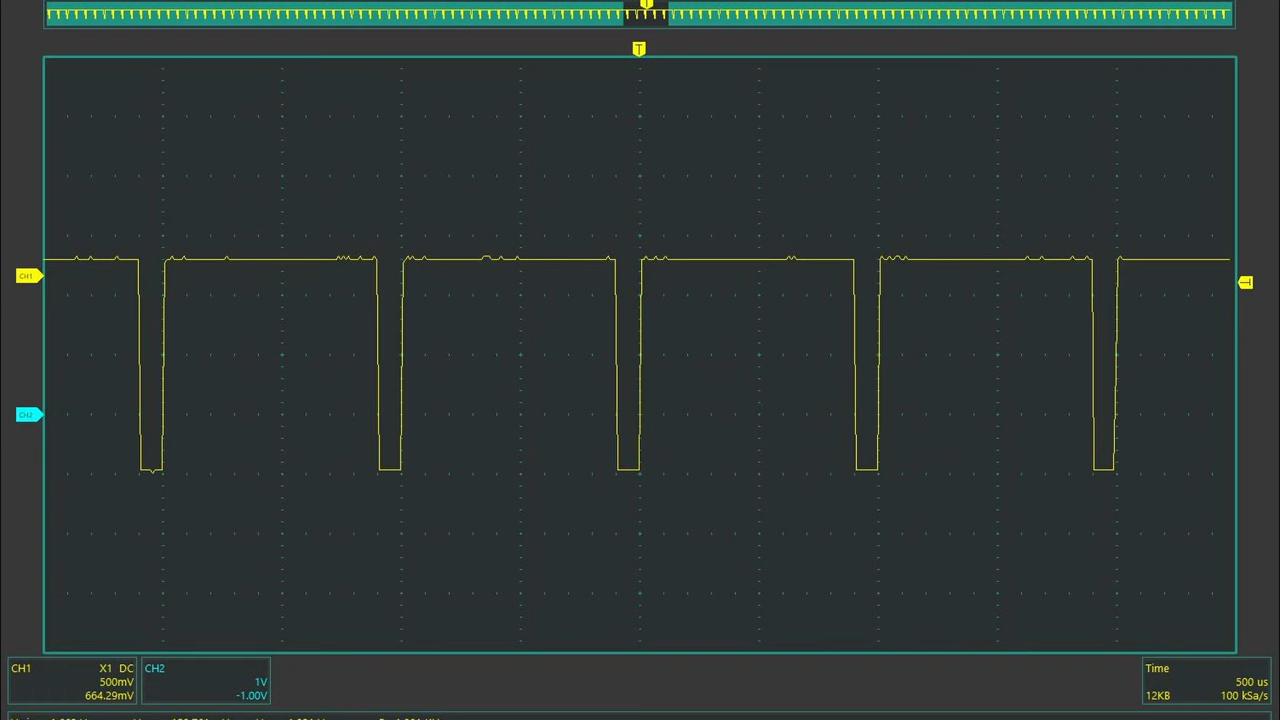 T
T
CH1
CH2
CH1 X1 DC
500mV
664.29mV
CH2
1V
-1.00V
Time
500 us
12KB 100 kSa/s